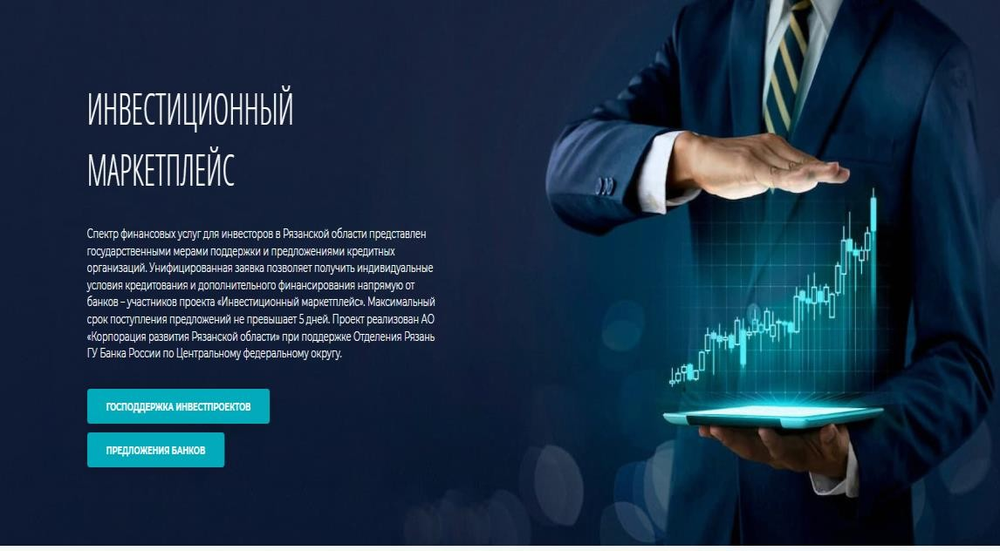 ИНВЕСТИЦИОННЫЙ
МАРКЕТПЛЕЙС
Спектр финансовых услуг для инвесторов в Рязанской области представлен
государственными мерами поддержки и предложениями кредитных
организаций. Унифицированная заявка позволяет получить индивидуальные
условия кредитования и дополнительного финансирования напрямую от
банков – участников проекта «Инвестиционный маркетплейс». Максимальный
срок поступления предложений не превышает 5 дней. Проект реализован АО
«Корпорация развития Рязанской области» при поддержке Отделения Рязань
ГУ Банка России по Центральному федеральному округу.
ГОСПОДДЕРЖКА ИНВЕСТПРОЕКТОВ
ПРЕДЛОЖЕНИЯ БАНКОВ